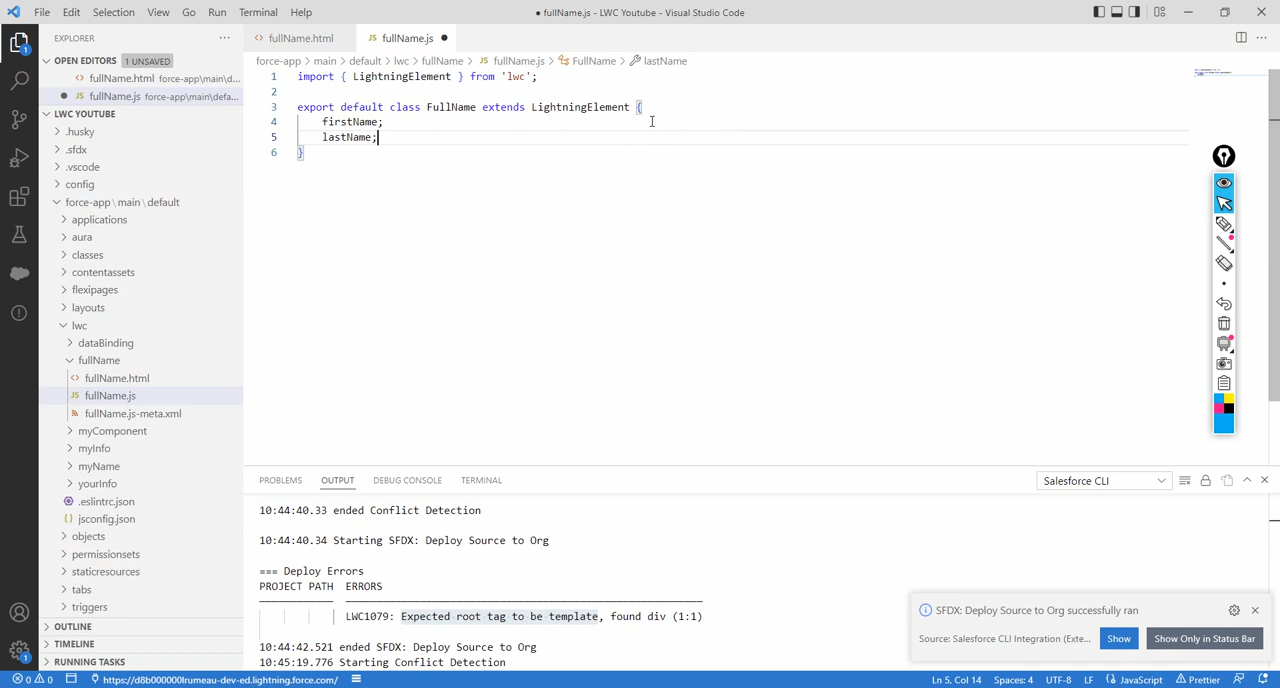 File Edit Selection View Go Run Terminal Help
● fullName.js - LWC Youtube - Visual Studio Code
EXPLORER
OPEN EDITORS 1 UNSAVED
fullName.html force-app\main\d...
● fullName.js force-app\main\defa...
LWC YOUTUBE
.husky
.sfdx
.vscode
config
force-app\main\default
applications
aura
classes
contentassets
flexipages
layouts
lwc
dataBinding
fullName
fullName.html
JS fullName.js
fullName.js-meta.xml
myComponent
myInfo
myName
yourInfo
.eslintrc.json
jsconfig.json
objects
permissionsets
staticresources
tabs
triggers
OUTLINE
TIMELINE
RUNNING TASKS
fullName.html JS fullName.js ●
force-app > main > default > lwc > fullName > JS fullName.js > FullName > lastName
1 import { LightningElement } from 'lwc';
2
3 export default class FullName extends LightningElement {
4 firstName;
5 lastName;
6 }
PROBLEMS OUTPUT DEBUG CONSOLE TERMINAL
Salesforce CLI
10:44:40.33 ended Conflict Detection
10:44:40.34 Starting SFDX: Deploy Source to Org
=== Deploy Errors
PROJECT PATH ERRORS
LWC1079: Expected root tag to be template, found div (1:1)
10:44:42.521 ended SFDX: Deploy Source to Org
10:45:19.776 Starting Conflict Detection
SFDX: Deploy Source to Org successfully ran
Source: Salesforce CLI Integration (Exte... Show Show Only in Status Bar
0 0 https://d8b000000lrumeau-dev-ed.lightning.force.com/ Ln 5, Col 14 Spaces: 4 UTF-8 LF JavaScript Prettier